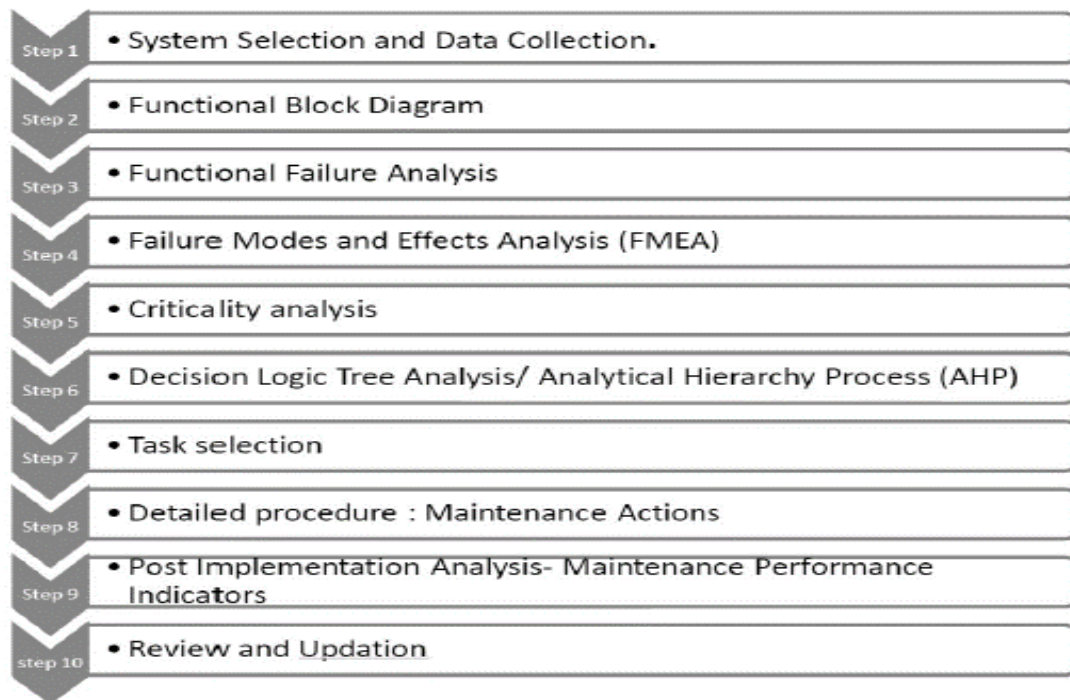 Step 1
• System Selection and Data Collection.
Step 2
• Functional Block Diagram
Step 3
• Functional Failure Analysis
Step 4
• Failure Modes and Effects Analysis (FMEA)
Step 5
• Criticality analysis
Step 6
• Decision Logic Tree Analysis/ Analytical Hierarchy Process (AHP)
Step 7
• Task selection
Step 8
• Detailed procedure : Maintenance Actions
Step 9
• Post Implementation Analysis- Maintenance Performance
Indicators
step 10
• Review and Updation